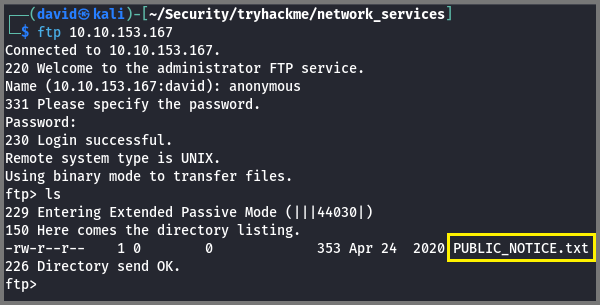 ┌──(david㉿kali)-[~/Security/tryhackme/network_services]
└─$ ftp 10.10.153.167
Connected to 10.10.153.167.
220 Welcome to the administrator FTP service.
Name (10.10.153.167:david): anonymous
331 Please specify the password.
Password:
230 Login successful.
Remote system type is UNIX.
Using binary mode to transfer files.
ftp> ls
229 Entering Extended Passive Mode (|||44030|)
150 Here comes the directory listing.
-rw-r--r--    1 0        0             353 Apr 24  2020 PUBLIC_NOTICE.txt
226 Directory send OK.
ftp>